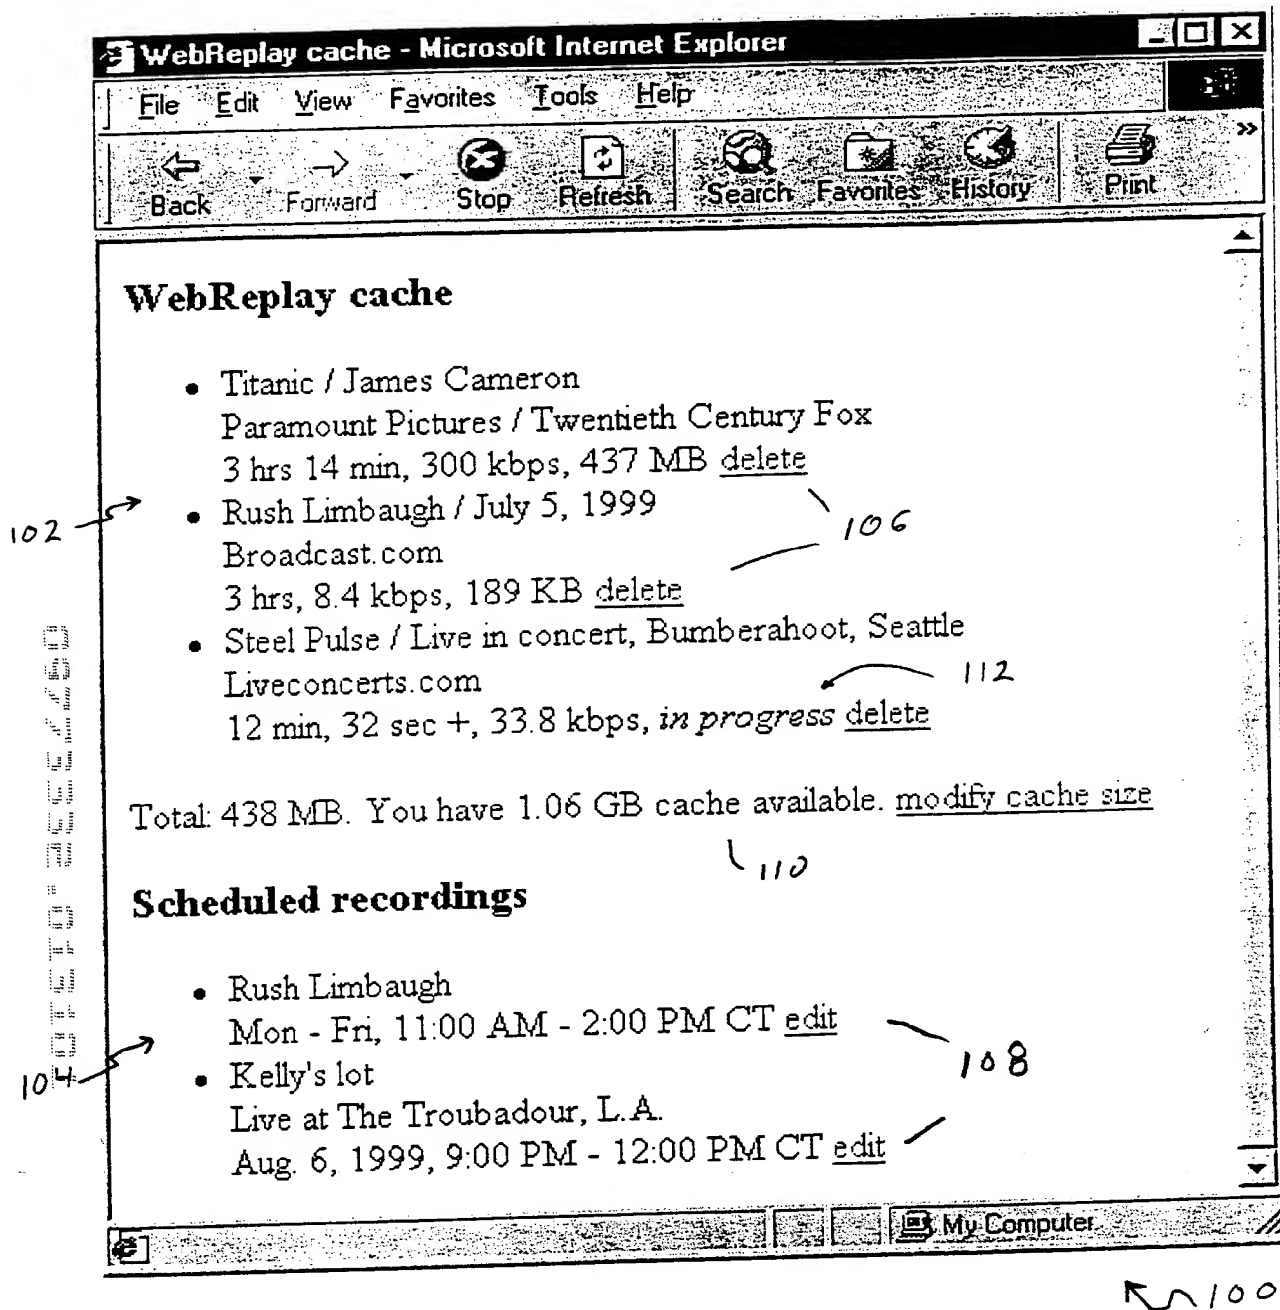 WebReplay cache - Microsoft Internet Explorer
File Edit View Favorites Tools Help
Back Forward Stop Refresh Search Favorites History Print »
WebReplay cache
• Titanic / James Cameron
Paramount Pictures / Twentieth Century Fox
3 hrs 14 min, 300 kbps, 437 MB delete
102
• Rush Limbaugh / July 5, 1999
106
Broadcast.com
3 hrs, 8.4 kbps, 189 KB delete
• Steel Pulse / Live in concert, Bumberahoot, Seattle
Liveconcerts.com
112
12 min, 32 sec +, 33.8 kbps, in progress delete
Total: 438 MB. You have 1.06 GB cache available. modify cache size
110
Scheduled recordings
• Rush Limbaugh
Mon - Fri, 11:00 AM - 2:00 PM CT edit
108
104
• Kelly's lot
Live at The Troubadour, L.A.
Aug. 6, 1999, 9:00 PM - 12:00 PM CT edit
My Computer
100